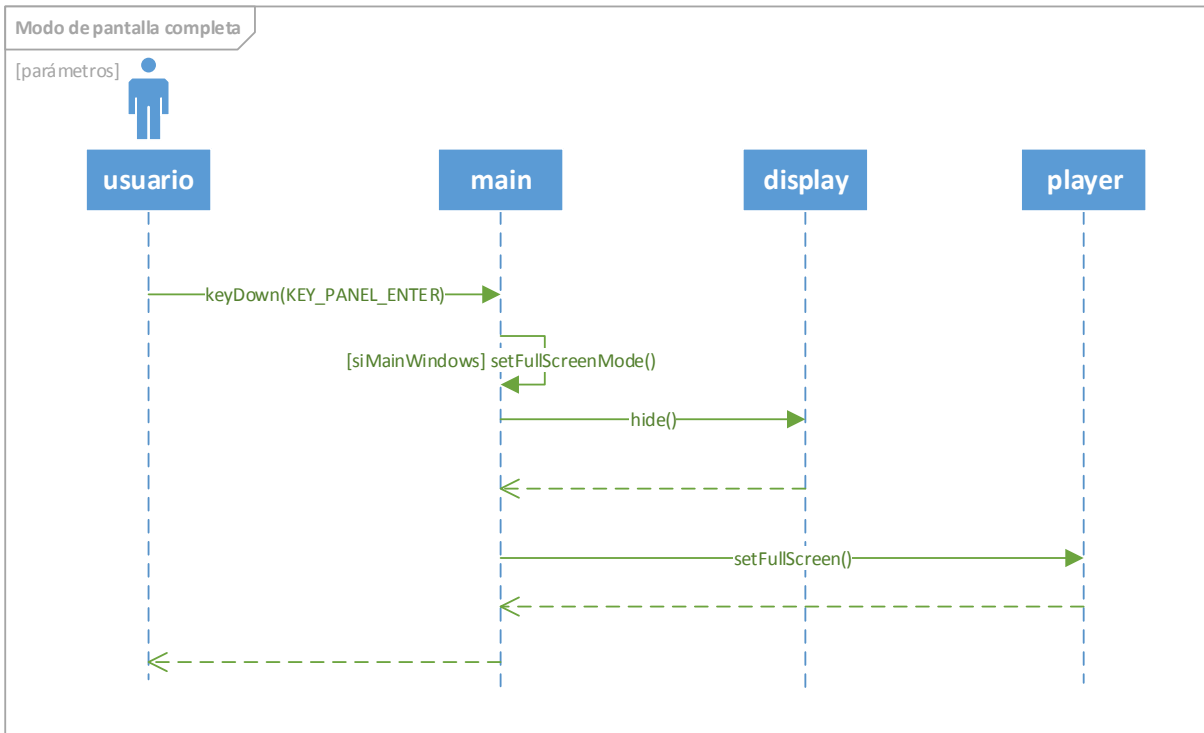 Modo de pantalla completa
[parámetros]
usuario
main
display
player
keyDown(KEY_PANEL_ENTER)
[siMainWindows] setFullScreenMode()
hide()
setFullScreen()